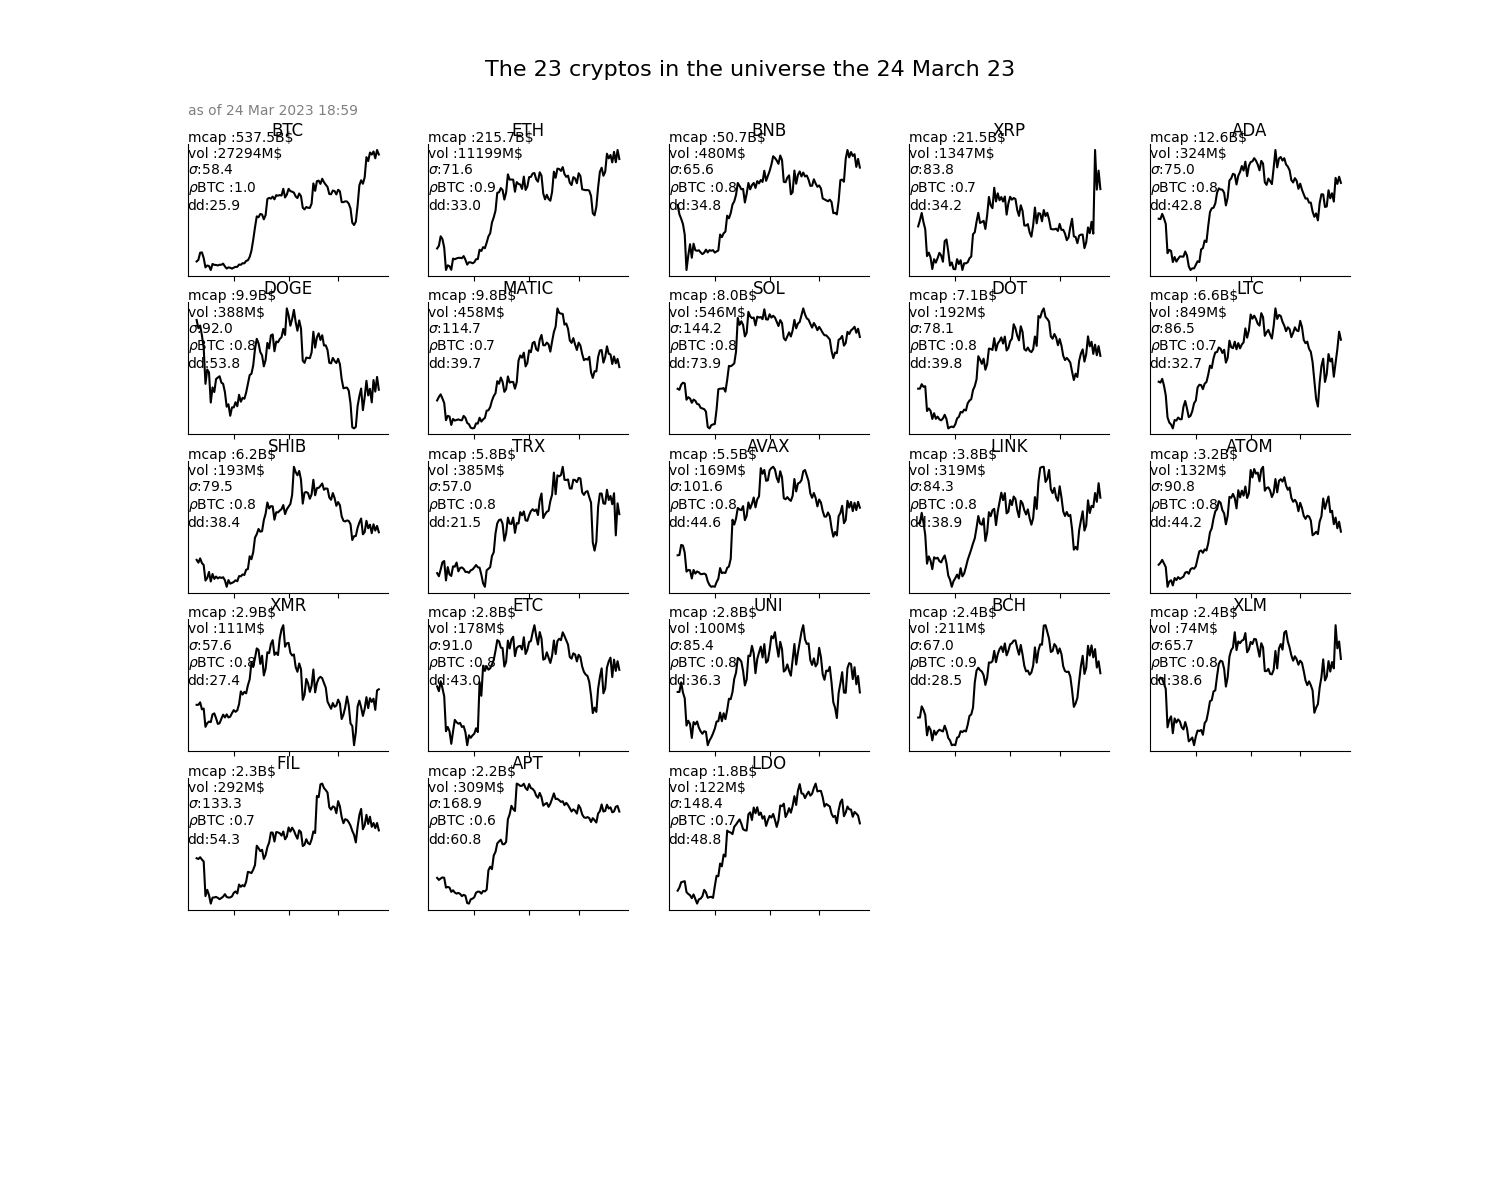 The 23 cryptos in the universe the 24 March 23
as of 24 Mar 2023 18:59
BTC
mcap :537.5B$
vol :27294M$
σ:58.4
ρBTC :1.0
dd:25.9
ETH
mcap :215.7B$
vol :11199M$
σ:71.6
ρBTC :0.9
dd:33.0
BNB
mcap :50.7B$
vol :480M$
σ:65.6
ρBTC :0.8
dd:34.8
XRP
mcap :21.5B$
vol :1347M$
σ:83.8
ρBTC :0.7
dd:34.2
ADA
mcap :12.6B$
vol :324M$
σ:75.0
ρBTC :0.8
dd:42.8
DOGE
mcap :9.9B$
vol :388M$
σ:92.0
ρBTC :0.8
dd:53.8
MATIC
mcap :9.8B$
vol :458M$
σ:114.7
ρBTC :0.7
dd:39.7
SOL
mcap :8.0B$
vol :546M$
σ:144.2
ρBTC :0.8
dd:73.9
DOT
mcap :7.1B$
vol :192M$
σ:78.1
ρBTC :0.8
dd:39.8
LTC
mcap :6.6B$
vol :849M$
σ:86.5
ρBTC :0.7
dd:32.7
SHIB
mcap :6.2B$
vol :193M$
σ:79.5
ρBTC :0.8
dd:38.4
TRX
mcap :5.8B$
vol :385M$
σ:57.0
ρBTC :0.8
dd:21.5
AVAX
mcap :5.5B$
vol :169M$
σ:101.6
ρBTC :0.8
dd:44.6
LINK
mcap :3.8B$
vol :319M$
σ:84.3
ρBTC :0.8
dd:38.9
ATOM
mcap :3.2B$
vol :132M$
σ:90.8
ρBTC :0.8
dd:44.2
XMR
mcap :2.9B$
vol :111M$
σ:57.6
ρBTC :0.8
dd:27.4
ETC
mcap :2.8B$
vol :178M$
σ:91.0
ρBTC :0.8
dd:43.0
UNI
mcap :2.8B$
vol :100M$
σ:85.4
ρBTC :0.8
dd:36.3
BCH
mcap :2.4B$
vol :211M$
σ:67.0
ρBTC :0.9
dd:28.5
XLM
mcap :2.4B$
vol :74M$
σ:65.7
ρBTC :0.8
dd:38.6
FIL
mcap :2.3B$
vol :292M$
σ:133.3
ρBTC :0.7
dd:54.3
APT
mcap :2.2B$
vol :309M$
σ:168.9
ρBTC :0.6
dd:60.8
LDO
mcap :1.8B$
vol :122M$
σ:148.4
ρBTC :0.7
dd:48.8